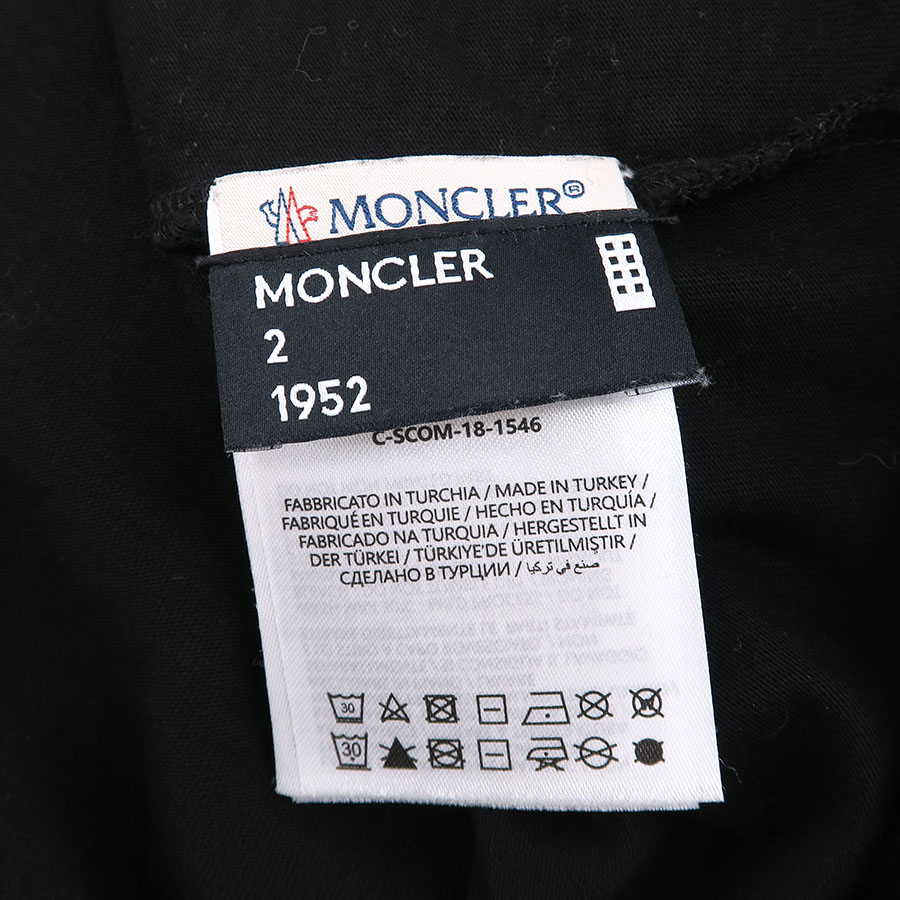 MONCLER®
MONCLER
2
1952
C-SCOM-18-1546
FABBRICATO IN TURCHIA / MADE IN TURKEY /
FABRIQUÉ EN TURQUIE / HECHO EN TURQUÍA /
FABRICADO NA TURQUIA / HERGESTELLT IN
DER TÜRKEI / TÜRKIYE'DE ÜRETILMIŞTIR /
СДЕЛАНО В ТУРЦИИ / صنع في تركيا
30 W
30